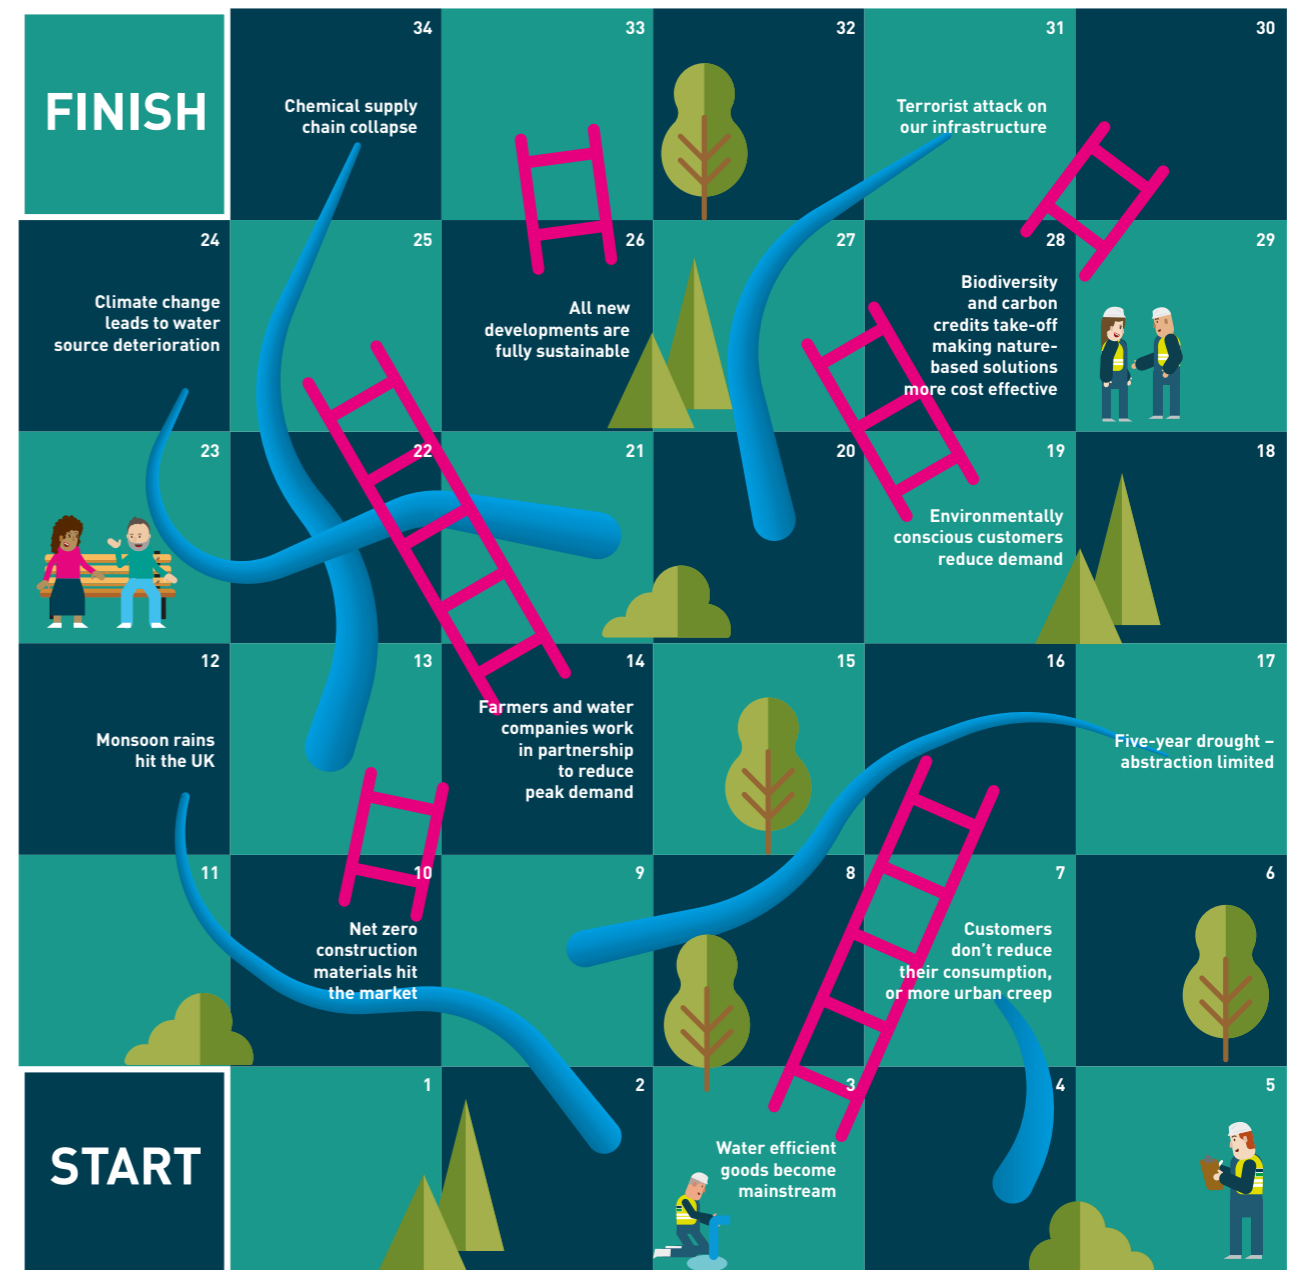 FINISH
34
Chemical supply
chain collapse
33
32
31
Terrorist attack on
our infrastructure
30
24
Climate change
leads to water
source deterioration
25
26
All new
developments are
fully sustainable
27
28
Biodiversity
and carbon
credits take-off
making nature-
based solutions
more cost effective
29
23
22
21
20
19
Environmentally
conscious customers
reduce demand
18
12
Monsoon rains
hit the UK
13
14
Farmers and water
companies work
in partnership
to reduce
peak demand
15
16
17
Five-year drought –
abstraction limited
11
10
Net zero
construction
materials hit
the market
9
8
7
Customers
don’t reduce
their consumption,
or more urban creep
6
START
1
2
3
Water efficient
goods become
mainstream
4
5